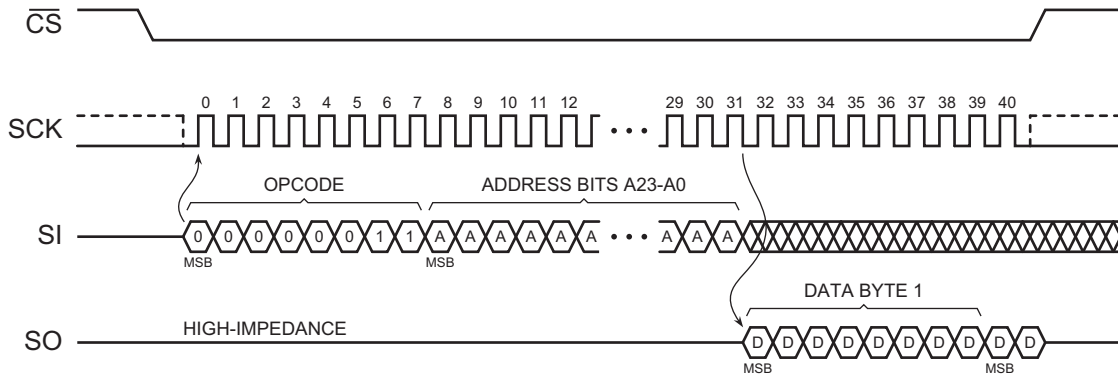 CS
0 1 2 3 4 5 6 7 8 9 10 11 12 29 30 31 32 33 34 35 36 37 38 39 40
SCK
OPCODE ADDRESS BITS A23-A0
SI 0 0 0 0 0 0 1 1 A A A A A A A A A
MSB MSB
DATA BYTE 1
HIGH-IMPEDANCE
SO D D D D D D D D D D
MSB MSB